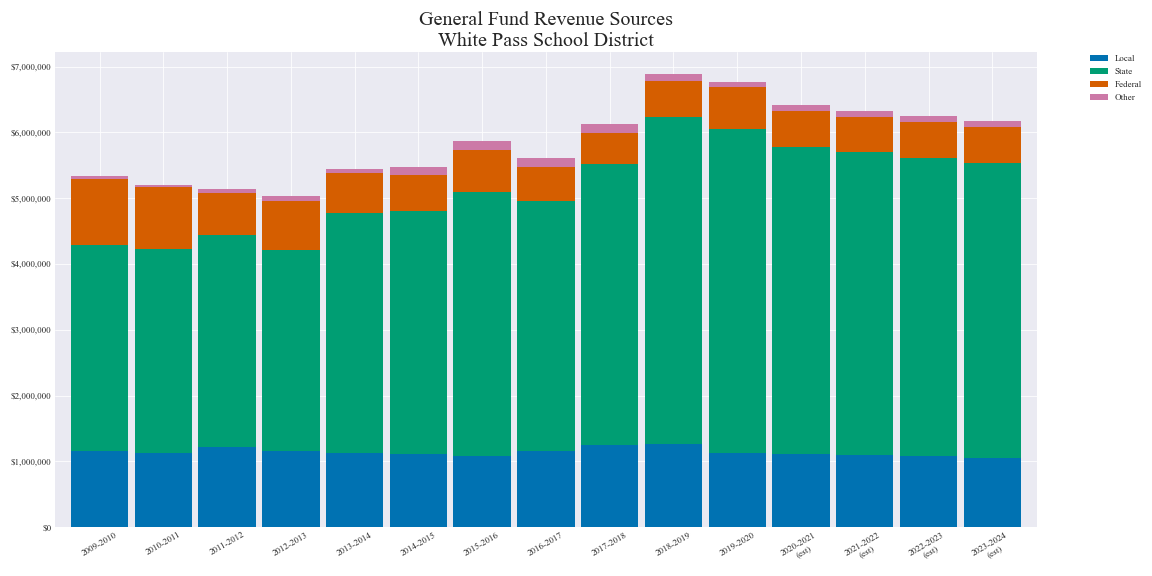 General Fund Revenue Sources
White Pass School District
$7,000,000
$6,000,000
$5,000,000
$4,000,000
$3,000,000
$2,000,000
$1,000,000
$0
2009-2010
2010-2011
2011-2012
2012-2013
2013-2014
2014-2015
2015-2016
2016-2017
2017-2018
2018-2019
2019-2020
2020-2021
(est)
2021-2022
(est)
2022-2023
(est)
2023-2024
(est)
Local
State
Federal
Other